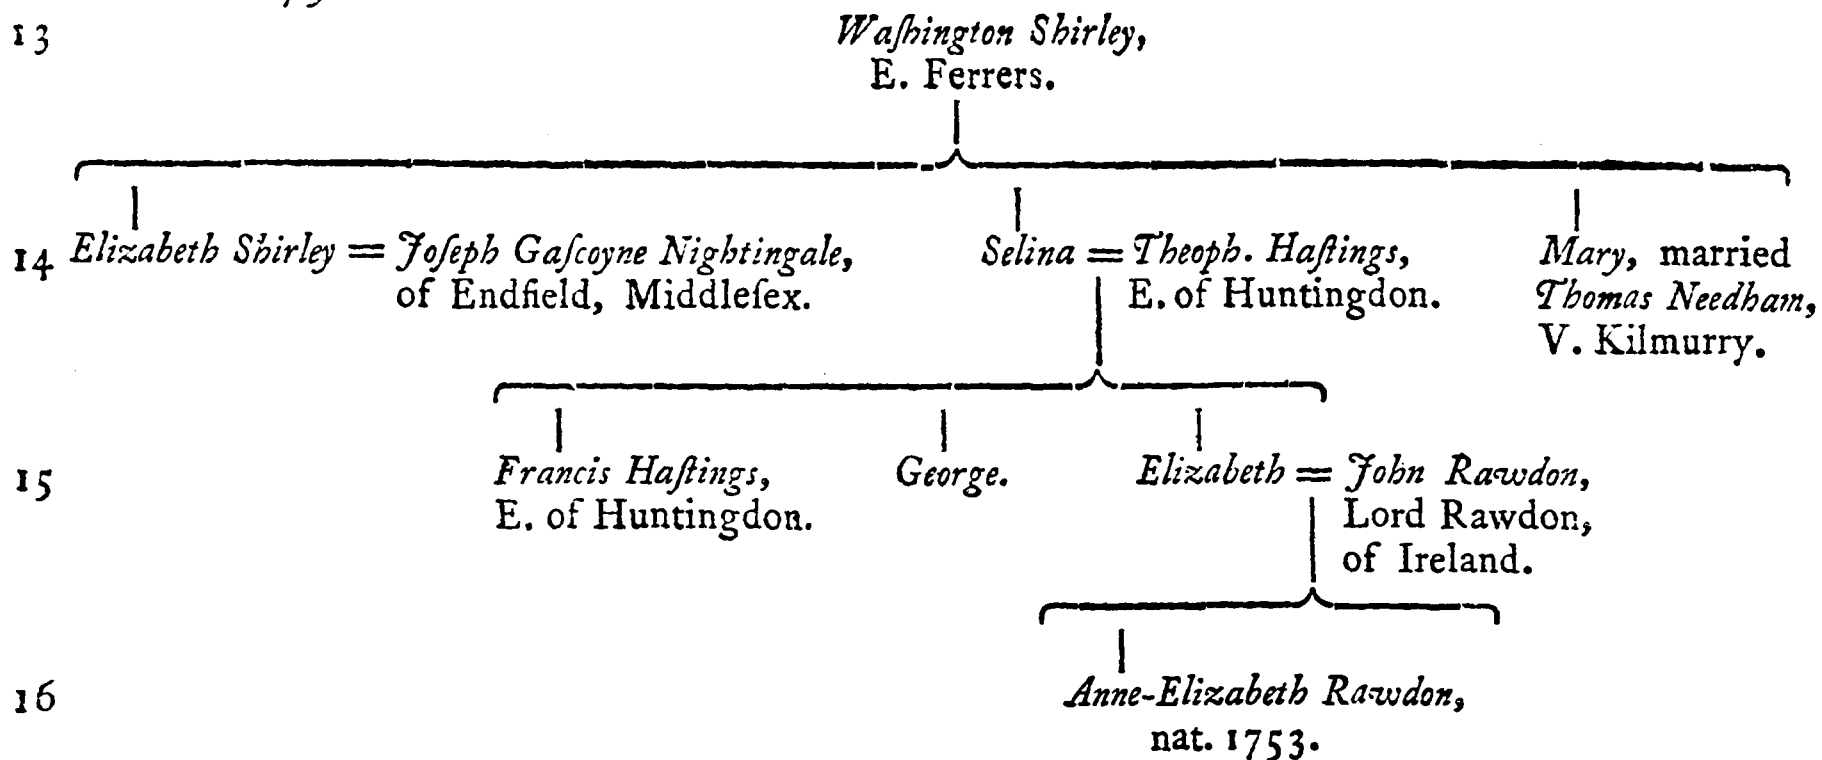 13 Waſhington Shirley,
E. Ferrers.
14 Elizabeth Shirley = Joſeph Gaſcoyne Nightingale, Selina = Theoph. Haſtings, Mary, married
of Endfield, Middleſex. E. of Huntingdon. Thomas Needham,
V. Kilmurry.
15 Francis Haſtings, George. Elizabeth = John Rawdon,
E. of Huntingdon. Lord Rawdon,
of Ireland.
16 Anne-Elizabeth Rawdon,
nat. 1753.